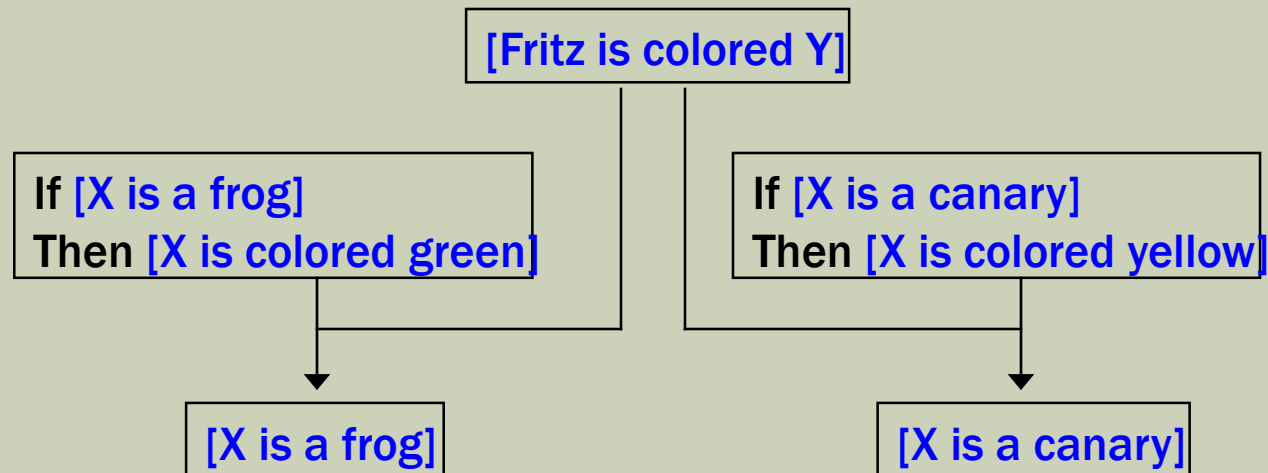 [Fritz is colored Y]
If [X is a frog]
Then [X is colored green]
If [X is a canary]
Then [X is colored yellow]
[X is a frog]
[X is a canary]